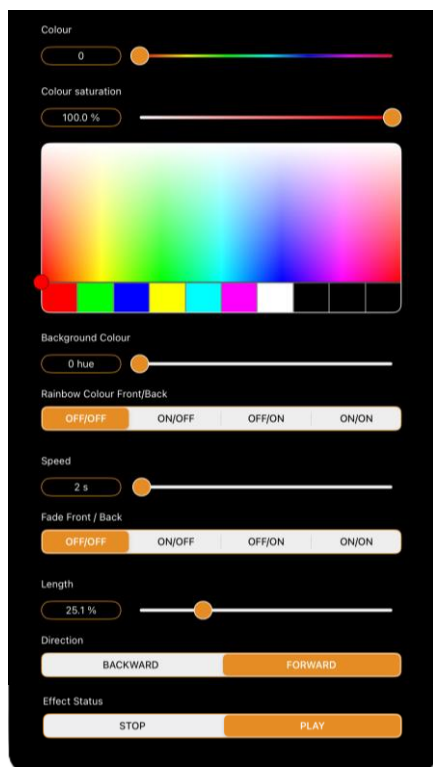 Colour
0
Colour saturation
100.0 %
Background Colour
0 hue
Rainbow Colour Front/Back
OFF/OFF ON/OFF OFF/ON ON/ON
Speed
2 s
Fade Front / Back
OFF/OFF ON/OFF OFF/ON ON/ON
Length
25.1 %
Direction
BACKWARD FORWARD
Effect Status
STOP PLAY